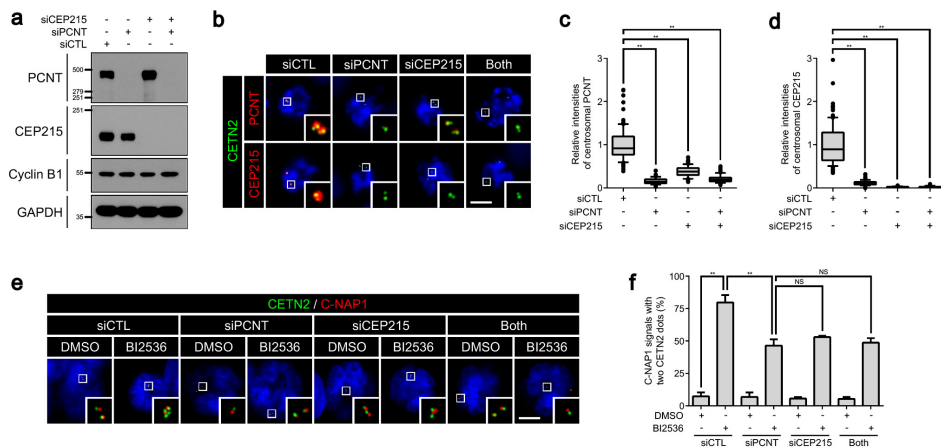 a
siCEP215 - - + +
siPCNT - + - +
siCTL + - - -
PCNT
500
279
251
CEP215
251
Cyclin B1
55
GAPDH
35
b
siCTL siPCNT siCEP215 Both
CETN2
PCNT
CEP215
c
Relative intensities
of centrosomal PCNT
3
2
1
0
**
**
**
siCTL + - - -
siPCNT - + - +
siCEP215 - - + +
d
Relative intensities
of centrosomal CEP215
3
2
1
0
**
**
**
siCTL + - - -
siPCNT - + - +
siCEP215 - - + +
e
CETN2 / C-NAP1
siCTL siPCNT siCEP215 Both
DMSO BI2536 DMSO BI2536 DMSO BI2536 DMSO BI2536
f
C-NAP1 signals with
two CETN2 dots (%)
100
75
50
25
0
NS
NS
** **
DMSO + - + - + - + -
BI2536 - + - + - + - +
siCTL siPCNT siCEP215 Both